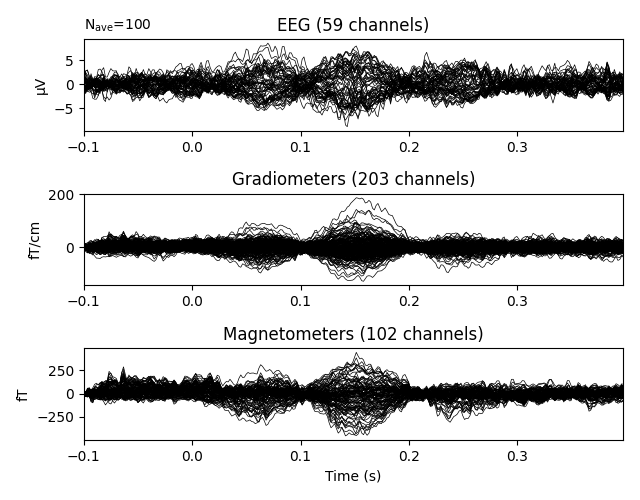 N_ave=100
EEG (59 channels)
5
0
−5
µV
−0.1 0.0 0.1 0.2 0.3
Gradiometers (203 channels)
200
0
fT/cm
−0.1 0.0 0.1 0.2 0.3
Magnetometers (102 channels)
250
0
−250
fT
−0.1 0.0 0.1 0.2 0.3
Time (s)